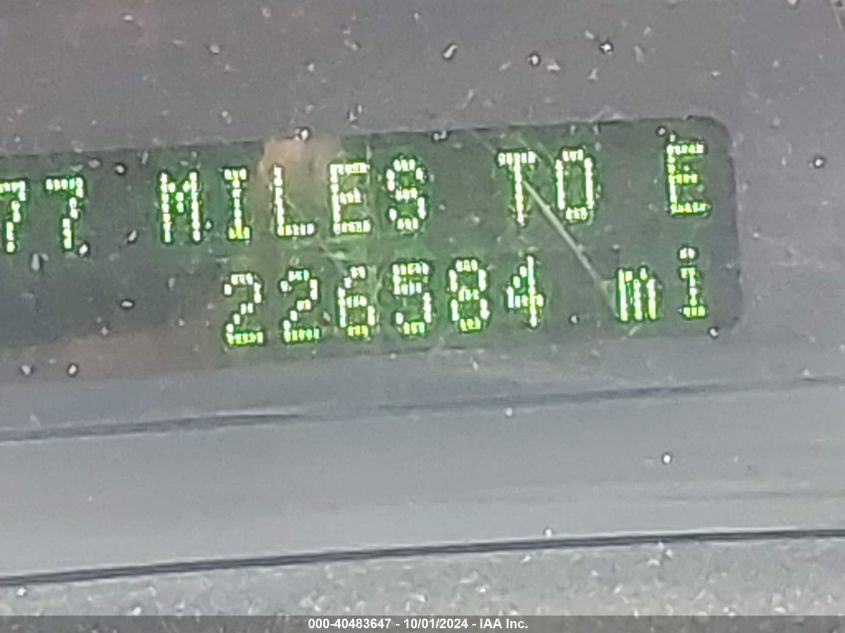 77 MILES TO E
226584 mi
000-40483647 - 10/01/2024 - IAA Inc.